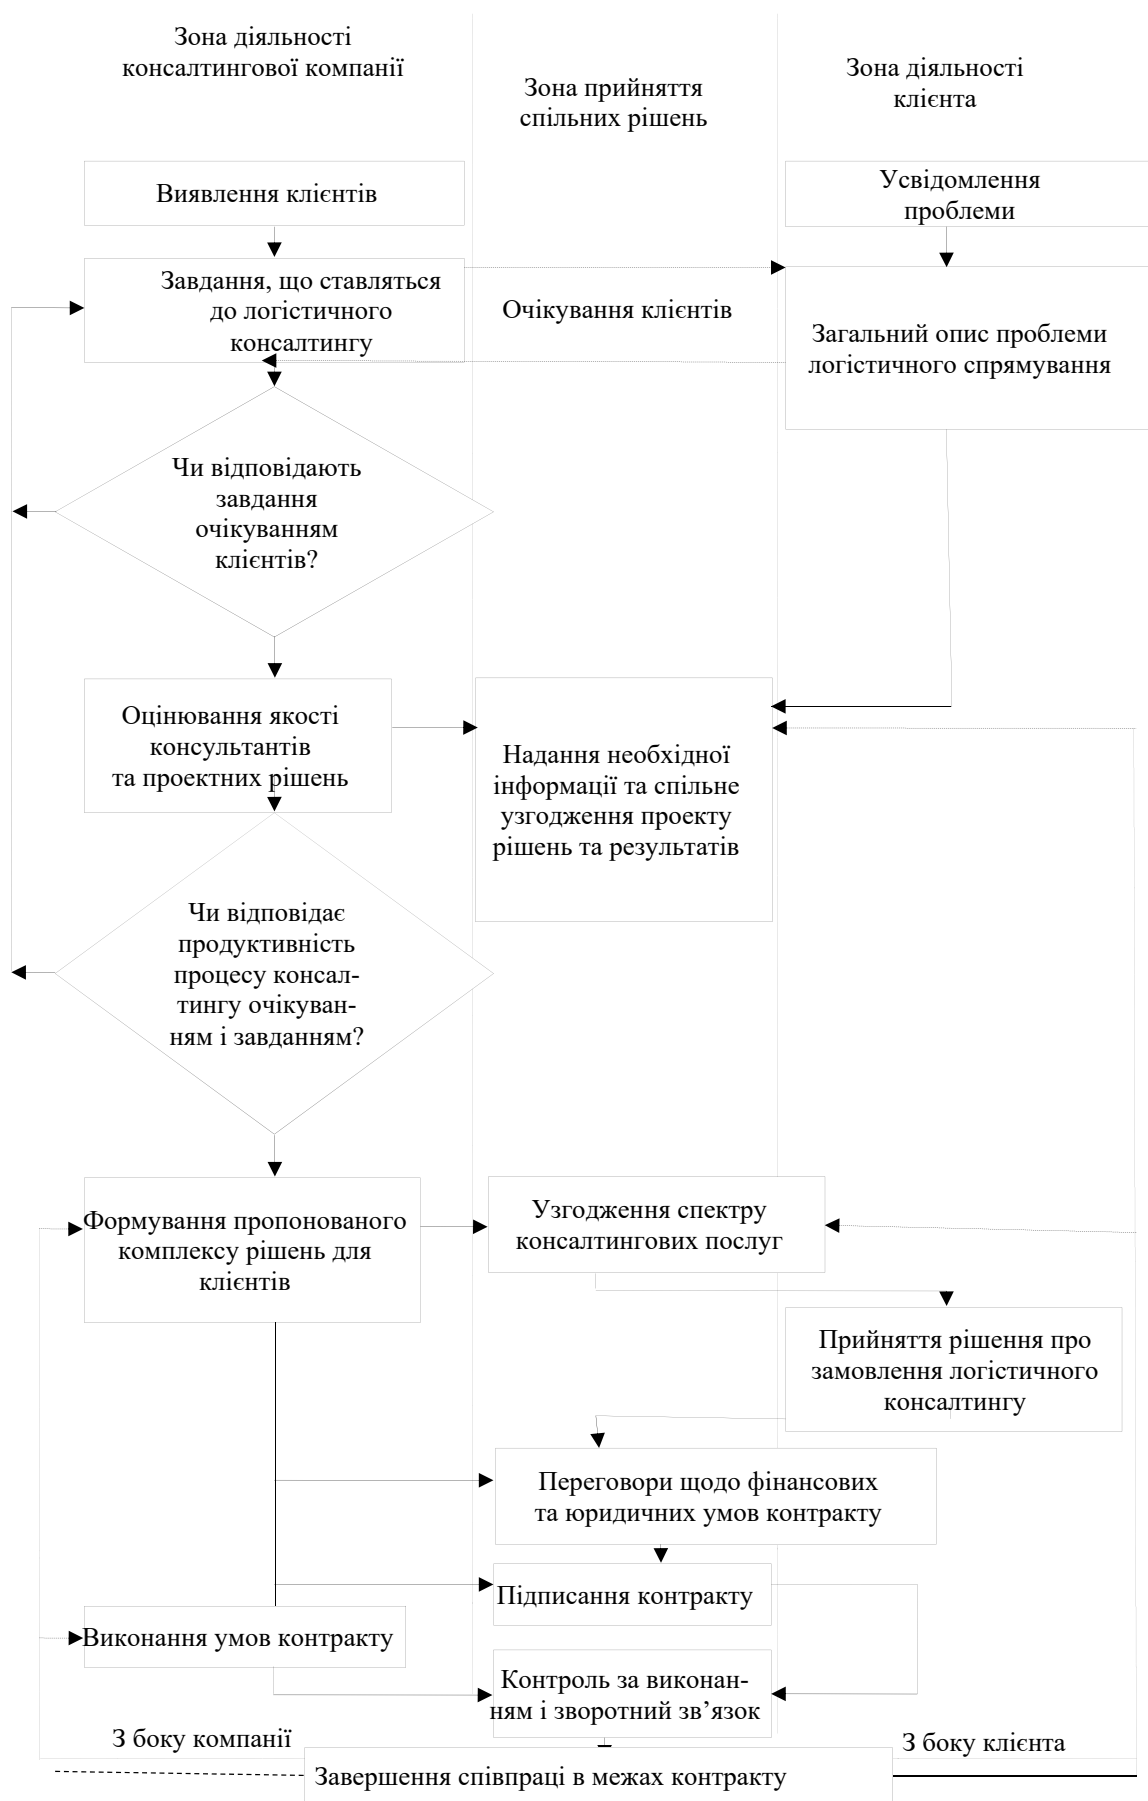 Зона діяльності
консалтингової компанії
Зона прийняття
спільних рішень
Зона діяльності
клієнта
Виявлення клієнтів
Усвідомлення
проблеми
Завдання, що ставляться
до логістичного
консалтингу
Очікування клієнтів
Загальний опис проблеми
логістичного спрямування
Чи відповідають
завдання
очікуванням
клієнтів?
Оцінювання якості
консультантів
та проектних рішень
Надання необхідної
інформації та спільне
узгодження проекту
рішень та результатів
Чи відповідає
продуктивність
процесу консал-
тингу очікуван-
ням і завданням?
Формування пропонованого
комплексу рішень для
клієнтів
Узгодження спектру
консалтингових послуг
Прийняття рішення про
замовлення логістичного
консалтингу
Переговори щодо фінансових
та юридичних умов контракту
Підписання контракту
Виконання умов контракту
Контроль за виконан-
ням і зворотний зв’язок
З боку компанії
З боку клієнта
Завершення співпраці в межах контракту